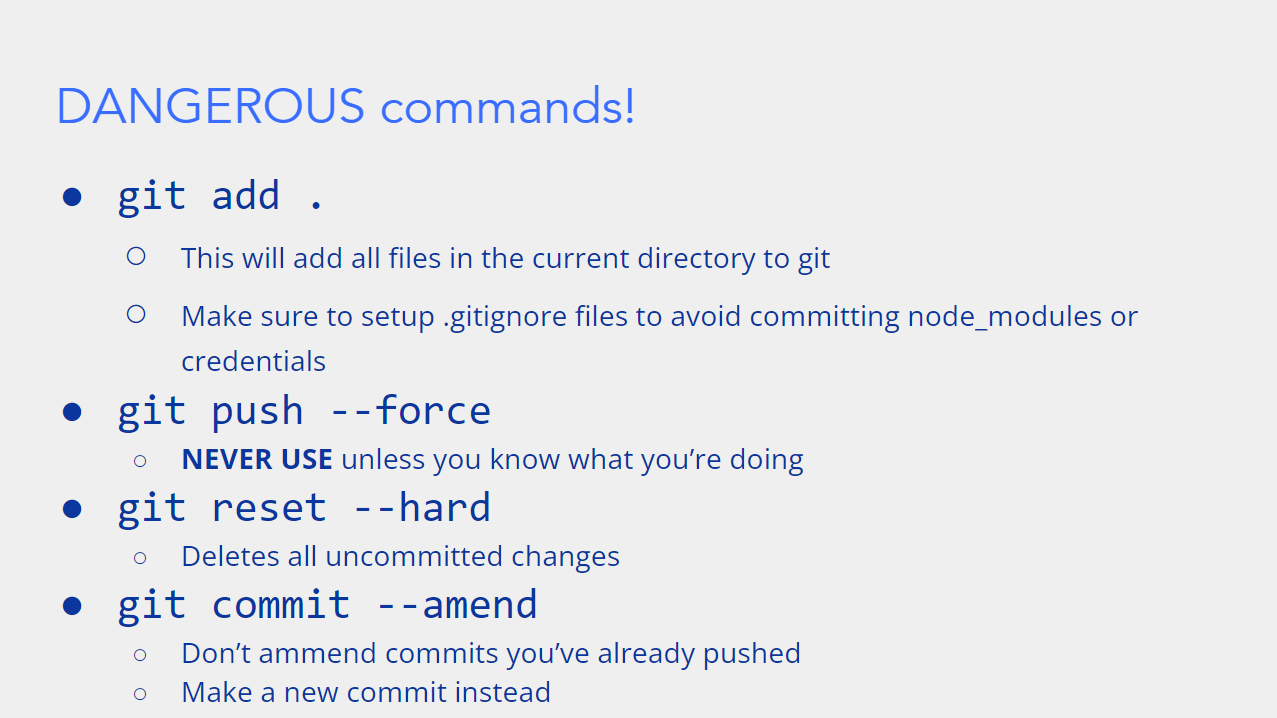 DANGEROUS commands!
● git add .
○ This will add all files in the current directory to git
○ Make sure to setup .gitignore files to avoid committing node_modules or
credentials
● git push --force
○ NEVER USE unless you know what you’re doing
● git reset --hard
○ Deletes all uncommitted changes
● git commit --amend
○ Don’t ammend commits you’ve already pushed
○ Make a new commit instead